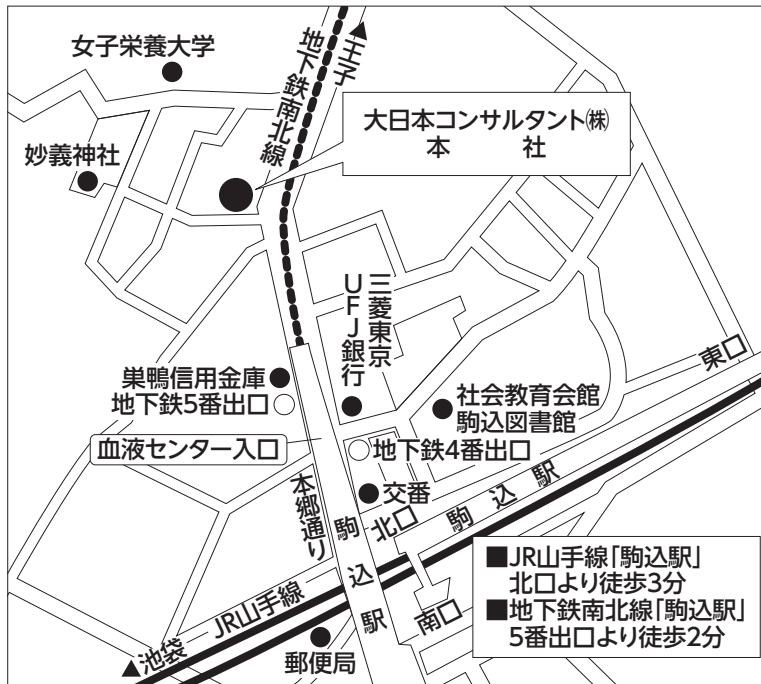 女子栄養大学
地下鉄南北線
▲王子
大日本コンサルタント㈱
本　社
妙義神社
三菱東京
UFJ銀行
東口
巣鴨信用金庫
地下鉄5番出口
社会教育会館
駒込図書館
血液センター入口
地下鉄4番出口
本郷通り
交番
北口
駒込駅
駒込駅
JR山手線
▲池袋
南口
郵便局
■JR山手線「駒込駅」
北口より徒歩3分
■地下鉄南北線「駒込駅」
5番出口より徒歩2分